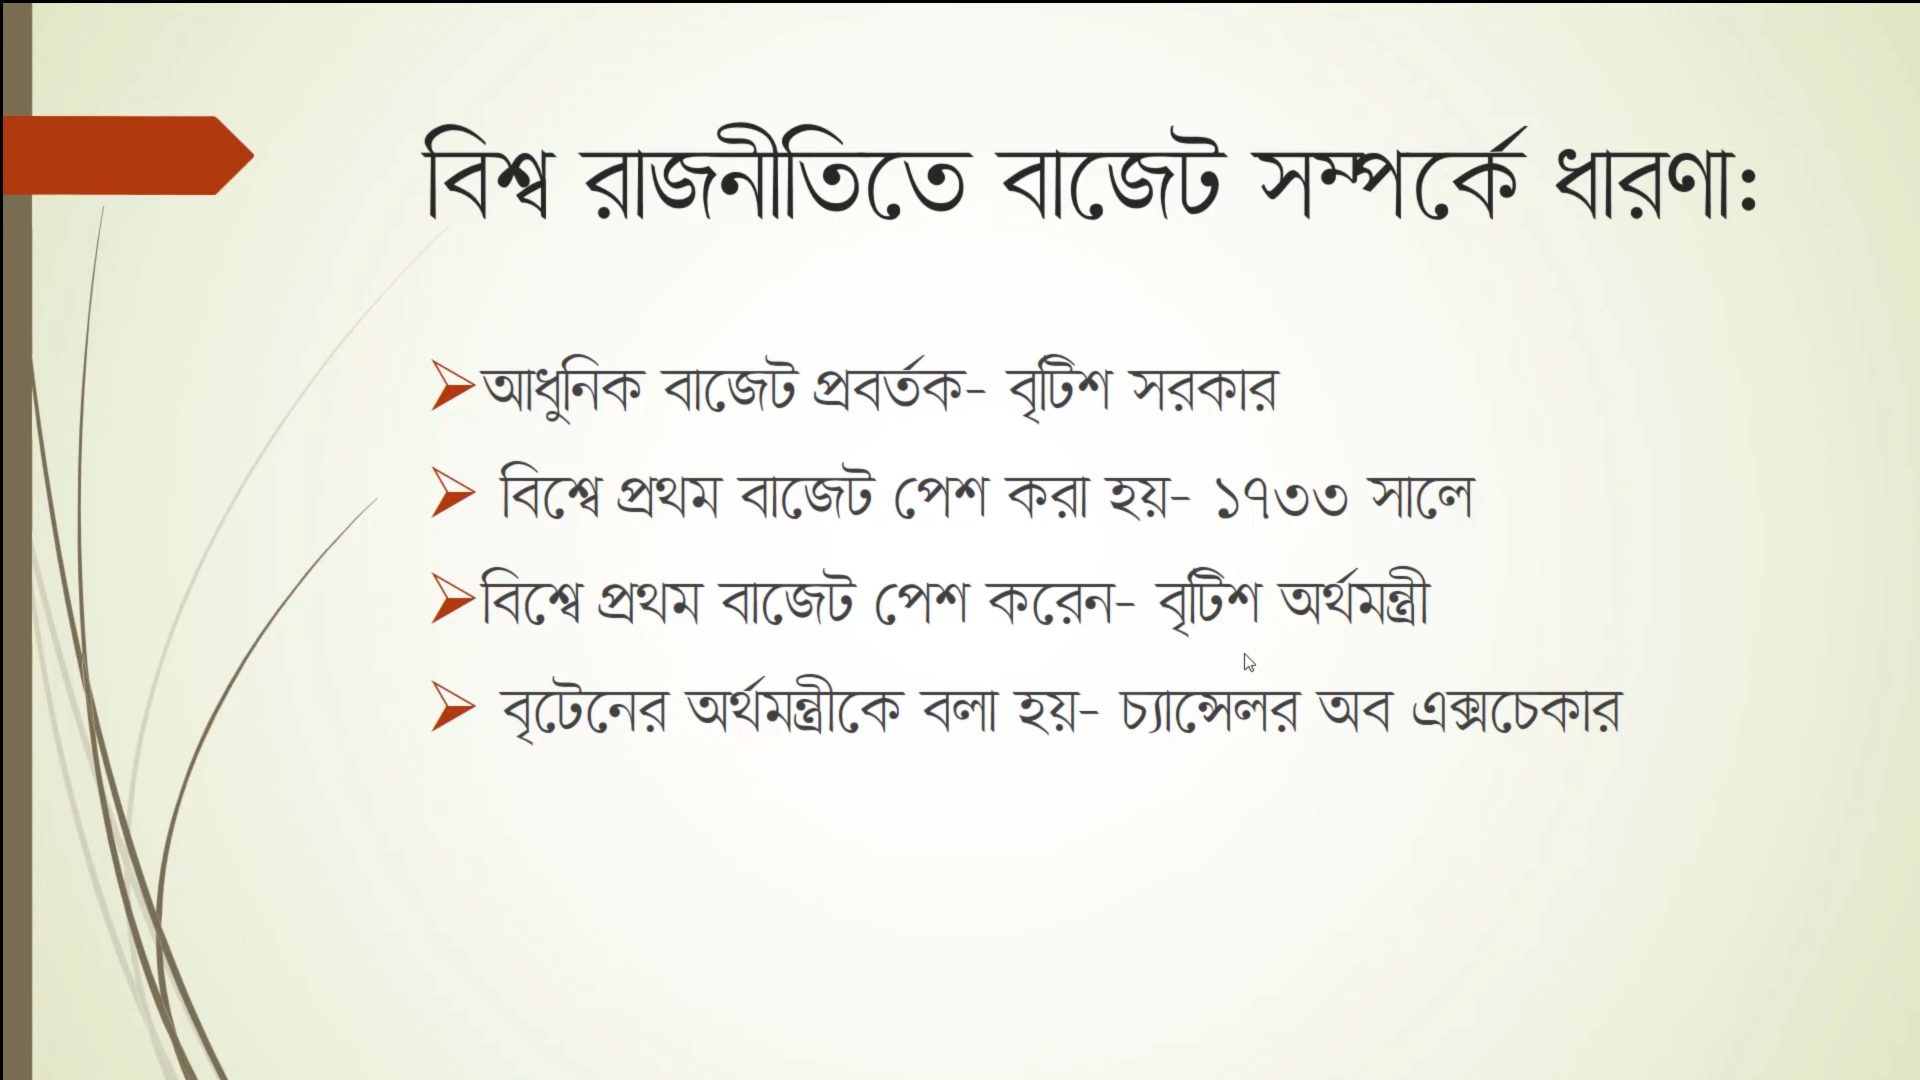 বিশ্ব রাজনীতিতে বাজেট সম্পর্কে ধারণা:
আধুনিক বাজেট প্রবর্তক- বৃটিশ সরকার
বিশ্বে প্রথম বাজেট পেশ করা হয়- ১৭৩৩ সালে
বিশ্বে প্রথম বাজেট পেশ করেন- বৃটিশ অর্থমন্ত্রী
বৃটেনের অর্থমন্ত্রীকে বলা হয়- চ্যান্সেলর অব এক্সচেকার